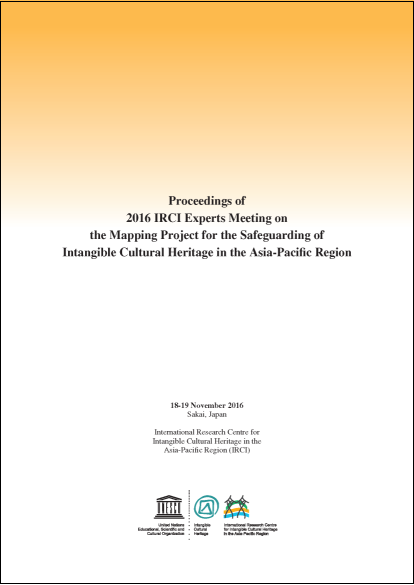 Proceedings of
2016 IRCI Experts Meeting on
the Mapping Project for the Safeguarding of
Intangible Cultural Heritage in the Asia-Pacific Region
18-19 November 2016
Sakai, Japan
International Research Centre for
Intangible Cultural Heritage in the
Asia-Pacific Region (IRCI)
United Nations
Educational, Scientific and
Cultural Organization
Intangible
Cultural
Heritage
International Research Centre
for Intangible Cultural Heritage
in the Asia-Pacific Region